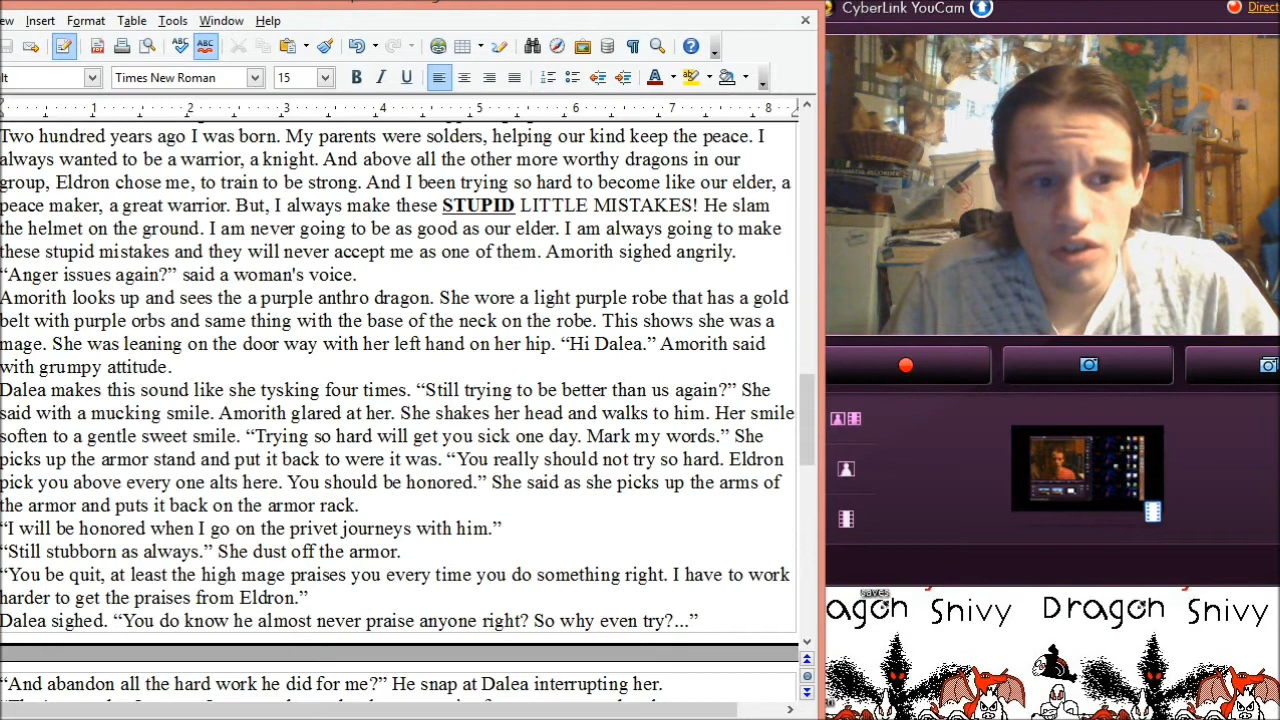 CyberLink YouCam
Direct
Insert Format Table Tools Window Help
Times New Roman
15
1 2 3 4 5 6 7 8
Two hundred years ago I was born. My parents were solders, helping our kind keep the peace. I
always wanted to be a warrior, a knight. And above all the other more worthy dragons in our
group, Eldron chose me, to train to be strong. And I been trying so hard to become like our elder, a
peace maker, a great warrior. But, I always make these STUPID LITTLE MISTAKES! He slam
the helmet on the ground. I am never going to be as good as our elder. I am always going to make
these stupid mistakes and they will never accept me as one of them. Amorith sighed angrily.
“Anger issues again?” said a woman's voice.
Amorith looks up and sees the a purple anthro dragon. She wore a light purple robe that has a gold
belt with purple orbs and same thing with the base of the neck on the robe. This shows she was a
mage. She was leaning on the door way with her left hand on her hip. “Hi Dalea.” Amorith said
with grumpy attitude.
Dalea makes this sound like she tysking four times. “Still trying to be better than us again?” She
said with a mucking smile. Amorith glared at her. She shakes her head and walks to him. Her smile
soften to a gentle sweet smile. “Trying so hard will get you sick one day. Mark my words.” She
picks up the armor stand and put it back to were it was. “You really should not try so hard. Eldron
pick you above every one alts here. You should be honored.” She said as she picks up the arms of
the armor and puts it back on the armor rack.
“I will be honored when I go on the privet journeys with him.”
“Still stubborn as always.” She dust off the armor.
“You be quit, at least the high mage praises you every time you do something right. I have to work
harder to get the praises from Eldron.”
Dalea sighed. “You do know he almost never praise anyone right? So why even try?...”
“And abandon all the hard work he did for me?” He snap at Dalea interrupting her.
saves
Dragon Shivy Dragon Shivy